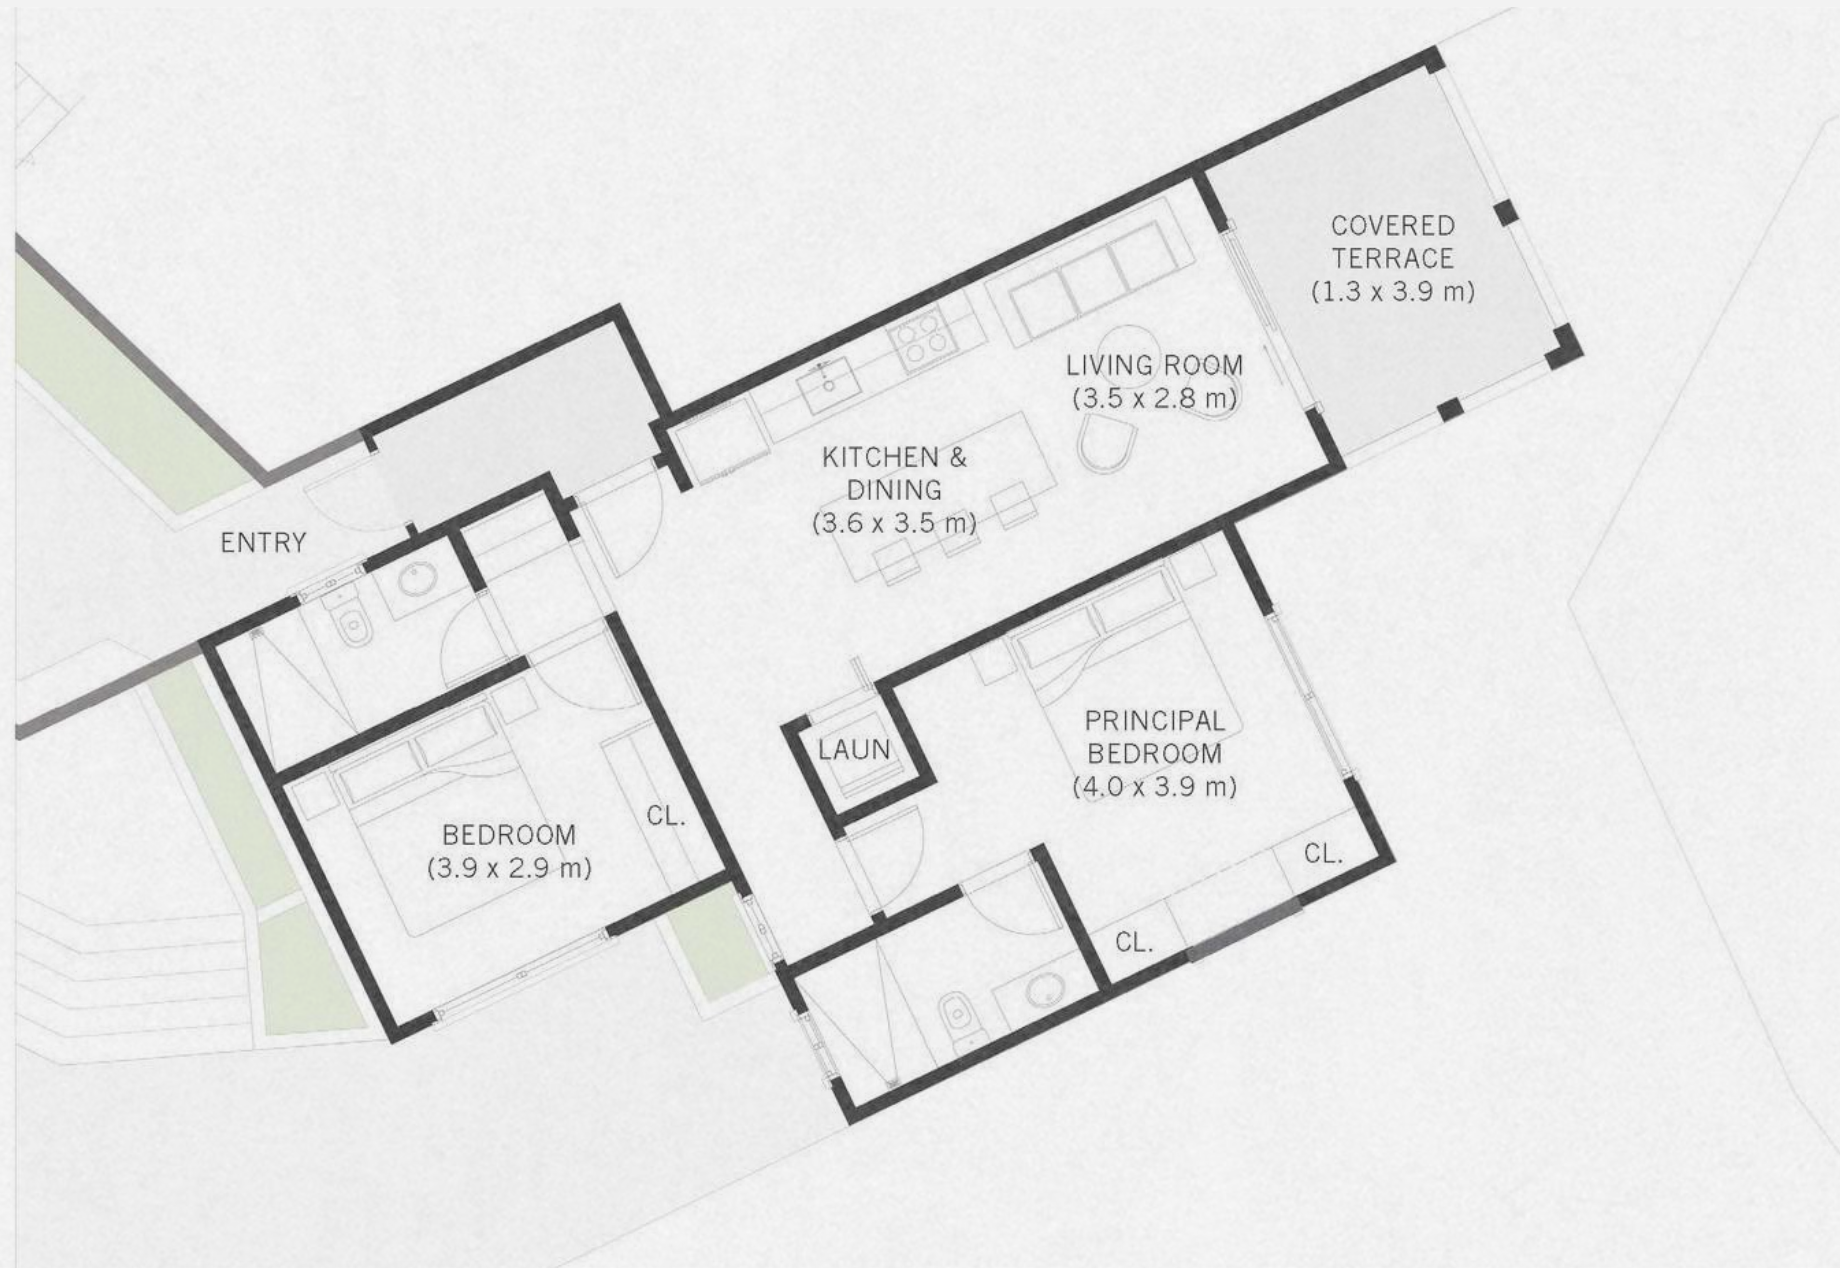 COVERED
TERRACE
(1.3 x 3.9 m)
LIVING ROOM
(3.5 x 2.8 m)
KITCHEN &
DINING
(3.6 x 3.5 m)
ENTRY
PRINCIPAL
BEDROOM
(4.0 x 3.9 m)
LAUN
CL.
BEDROOM
(3.9 x 2.9 m)
CL.
CL.